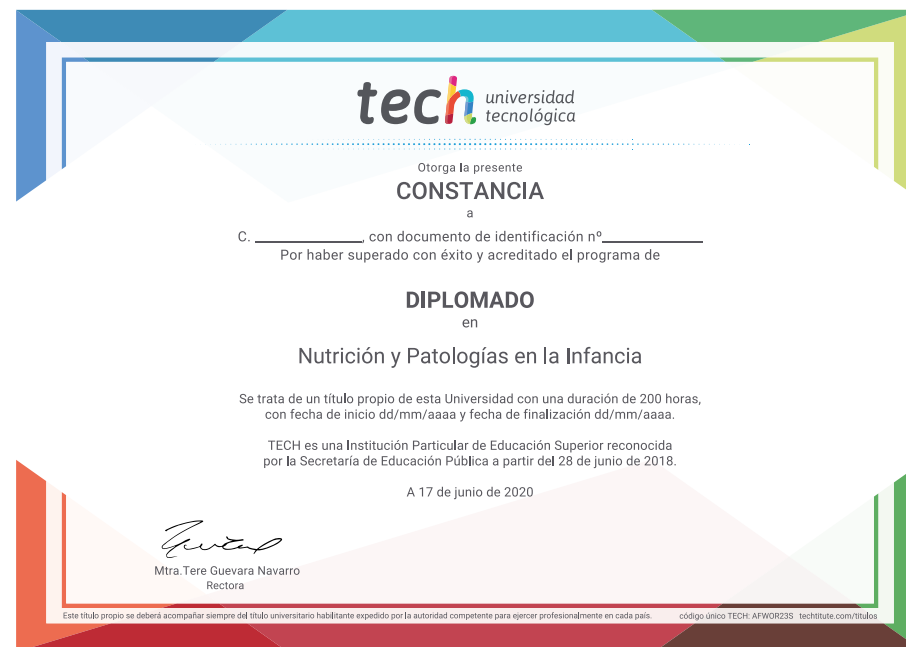 tech universidad
tecnológica
Otorga la presente
CONSTANCIA
a
C. ____________, con documento de identificación nº____________
Por haber superado con éxito y acreditado el programa de
DIPLOMADO
en
Nutrición y Patologías en la Infancia
Se trata de un título propio de esta Universidad con una duración de 200 horas,
con fecha de inicio dd/mm/aaaa y fecha de finalización dd/mm/aaaa.
TECH es una Institución Particular de Educación Superior reconocida
por la Secretaría de Educación Pública a partir del 28 de junio de 2018.
A 17 de junio de 2020
Mtra.Tere Guevara Navarro
Rectora
Este título propio se deberá acompañar siempre del título universitario habilitante expedido por la autoridad competente para ejercer profesionalmente en cada país. código único TECH: AFWOR23S techtitute.com/titulos